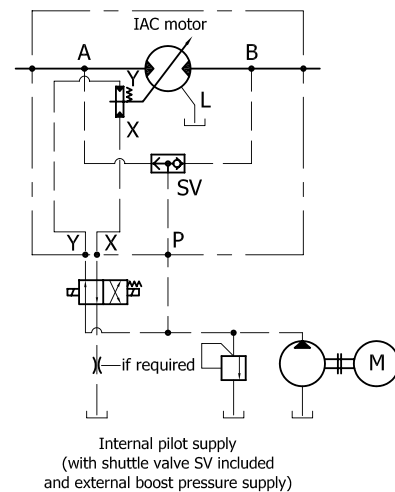 IAC motor
A
B
Y
L
X
SV
Y
X
P
if required
M
Internal pilot supply
(with shuttle valve SV included
and external boost pressure supply)